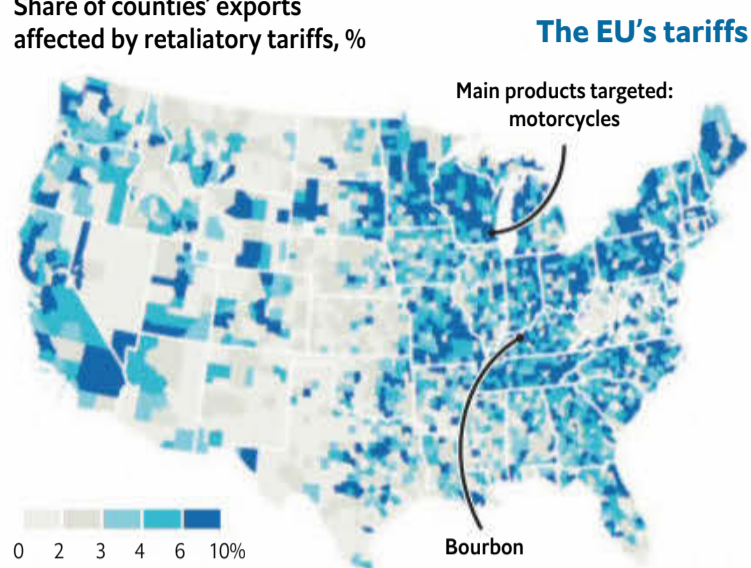 Share of counties' exports
affected by retaliatory tariffs, %
The EU's tariffs
Main products targeted:
motorcycles
Bourbon
0 2 3 4 6 10%